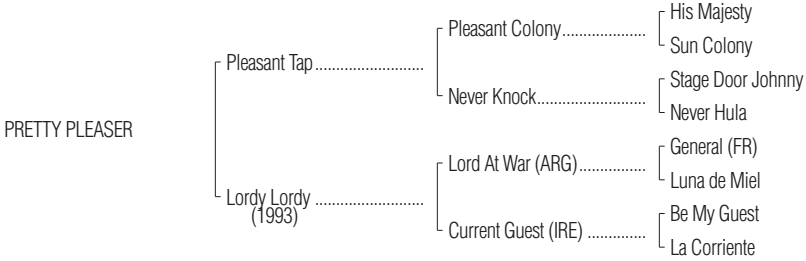 His Majesty
Pleasant Colony....................
Sun Colony
Pleasant Tap..........................
Stage Door Johnny
Never Knock..........................
Never Hula
PRETTY PLEASER
General (FR)
Lord At War (ARG)................
Luna de Miel
Lordy Lordy ..........................
(1993)
Be My Guest
Current Guest (IRE) ..............
La Corriente